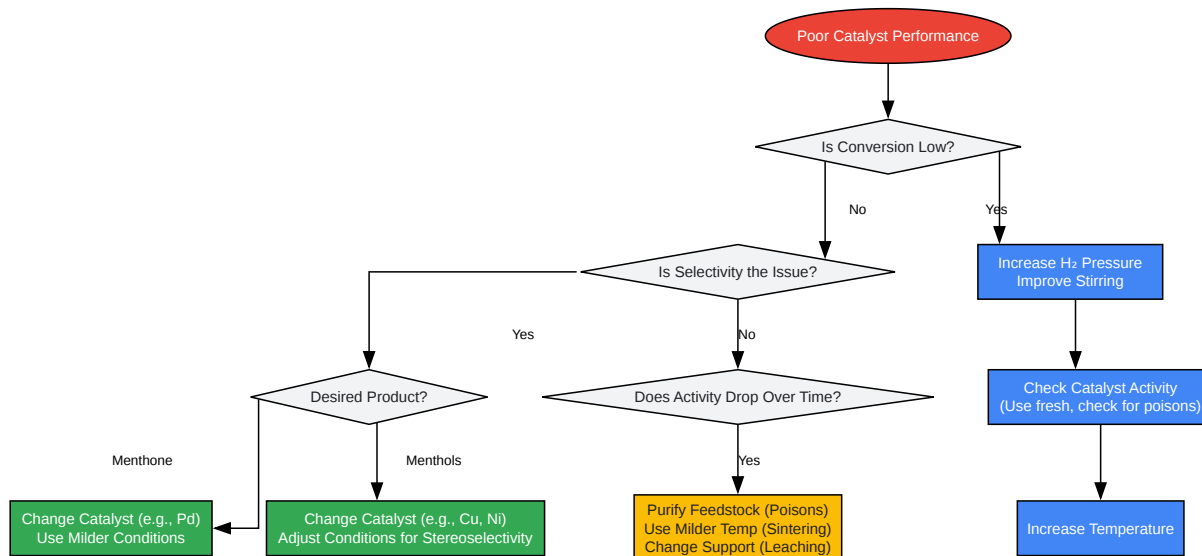 Poor Catalyst Performance
Is Conversion Low?
No
Yes
Is Selectivity the Issue?
Increase H₂ Pressure
Improve Stirring
Yes
No
Desired Product?
Does Activity Drop Over Time?
Check Catalyst Activity
(Use fresh, check for poisons)
Menthone
Menthols
Yes
Change Catalyst (e.g., Pd)
Use Milder Conditions
Change Catalyst (e.g., Cu, Ni)
Adjust Conditions for Stereoselectivity
Purify Feedstock (Poisons)
Use Milder Temp (Sintering)
Change Support (Leaching)
Increase Temperature